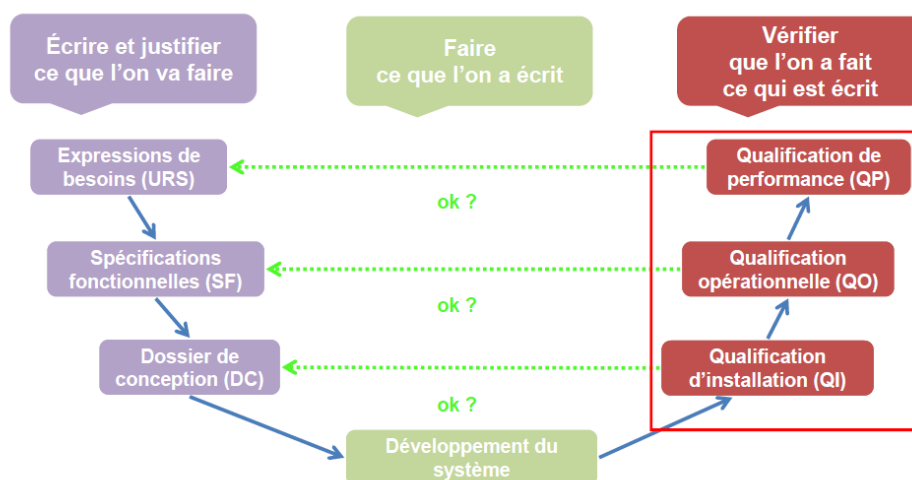 Écrire et justifier
ce que l'on va faire
Faire
ce que l'on a écrit
Vérifier
que l'on a fait
ce qui est écrit
Expressions de
besoins (URS)
Qualification de
performance (QP)
ok ?
Spécifications
fonctionnelles (SF)
Qualification
opérationnelle (QO)
ok ?
Dossier de
conception (DC)
Qualification
d'installation (QI)
ok ?
Développement du
système